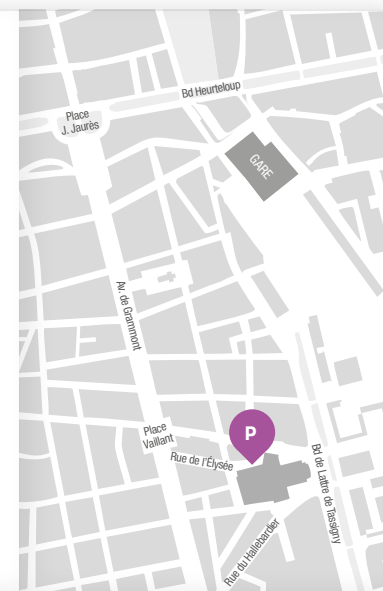 Bd Heurteloup
Place
J. Jaurès
GARE
Av. de Grammont
Place
Vaillant
P
Rue de l'Élysée
Bd de Lattre de Tassigny
Rue du Hallebardier